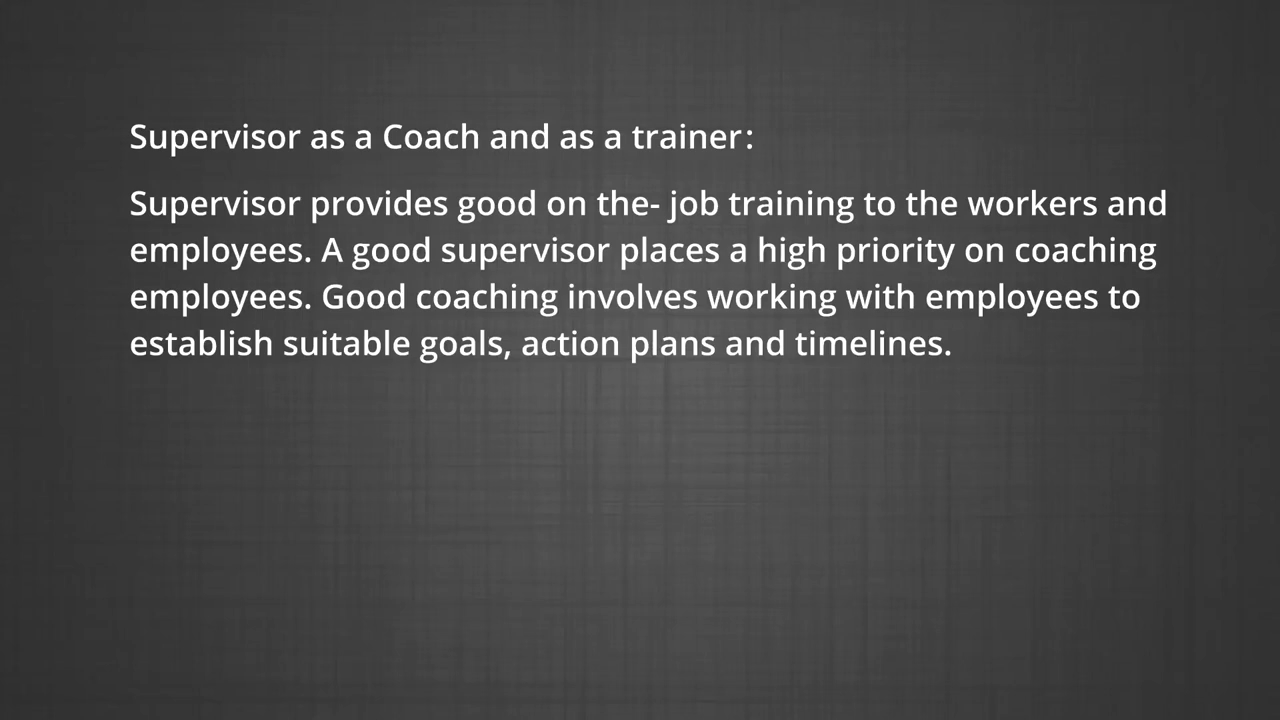 Supervisor as a Coach and as a trainer:
Supervisor provides good on the- job training to the workers and
employees. A good supervisor places a high priority on coaching
employees. Good coaching involves working with employees to
establish suitable goals, action plans and timelines.